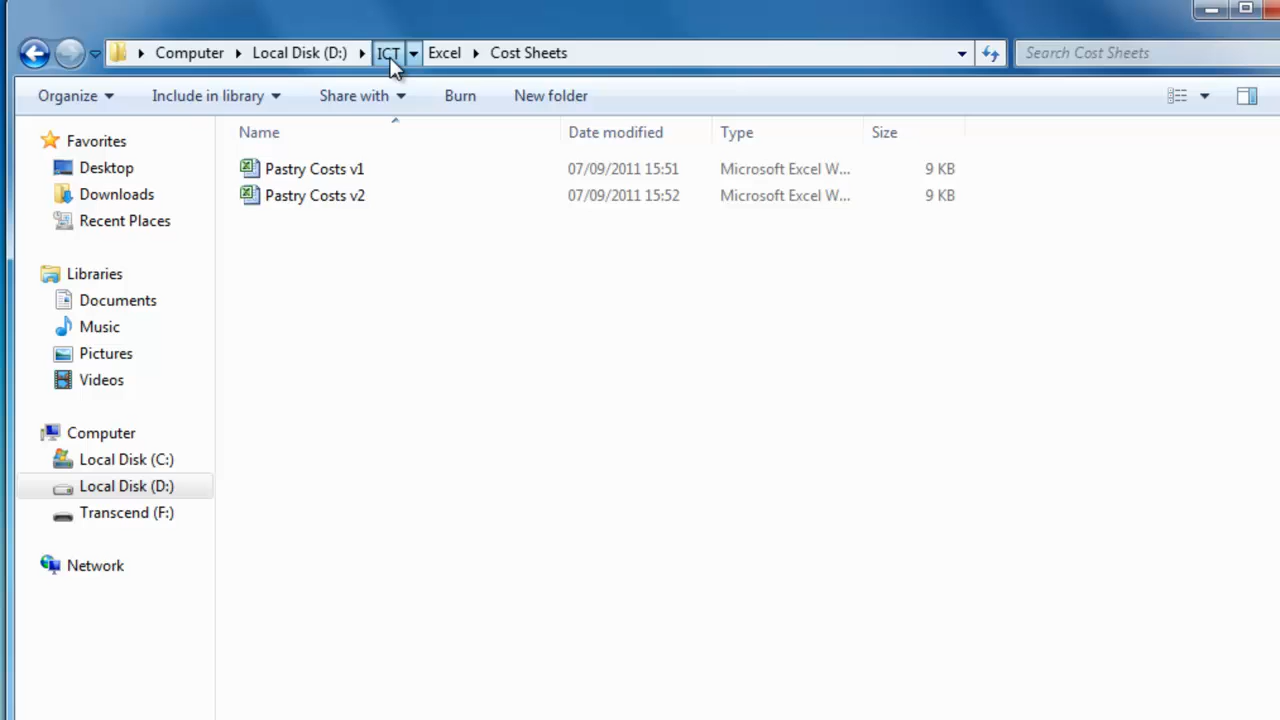 Computer Local Disk (D:) ICT Excel Cost Sheets Search Cost Sheets
Organize Include in library Share with Burn New folder
Favorites
Desktop
Downloads
Recent Places
Libraries
Documents
Music
Pictures
Videos
Computer
Local Disk (C:)
Local Disk (D:)
Transcend (F:)
Network
Name Date modified Type Size
Pastry Costs v1 07/09/2011 15:51 Microsoft Excel W... 9 KB
Pastry Costs v2 07/09/2011 15:52 Microsoft Excel W... 9 KB